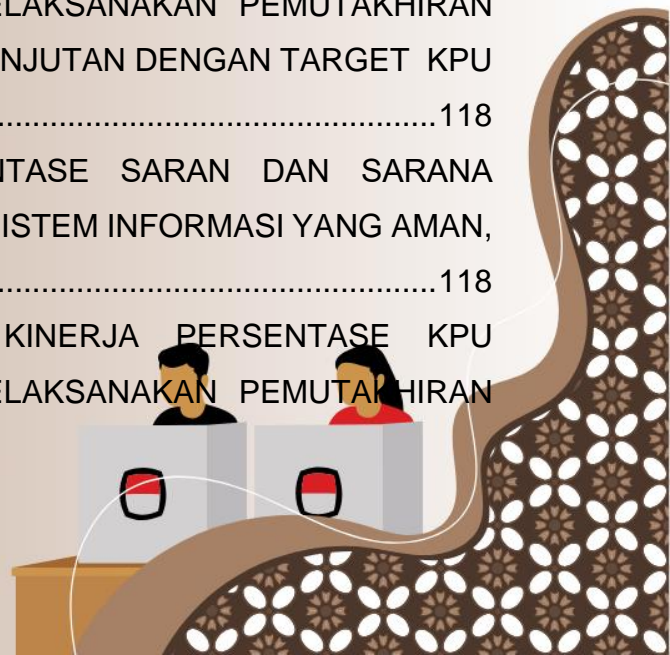 ELAKSANAKAN PEMUTAKHIRAN
NJUTAN DENGAN TARGET KPU
....................................................118
NTASE SARAN DAN SARANA
SISTEM INFORMASI YANG AMAN,
....................................................118
KINERJA PERSENTASE KPU
ELAKSANAKAN PEMUTAKHIRAN